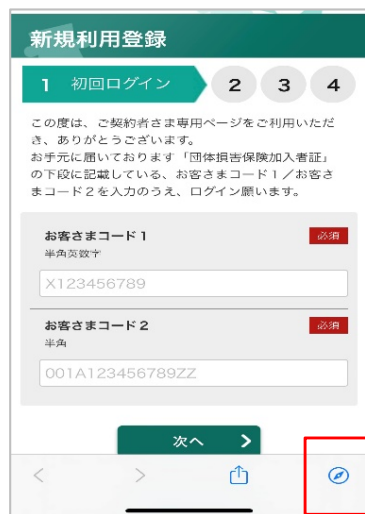 新規利用登録
1 初回ログイン 2 3 4
この度は、ご契約者さま専用ページをご利用いただ
き、ありがとうございます。
お手元に届いております「団体損害保険加入者証」
の下段に記載している、お客さまコード1／お客さ
まコード2を入力のうえ、ログイン願います。
お客さまコード1 必須
半角英数字
X123456789
お客さまコード2 必須
半角
001A123456789ZZ
次へ